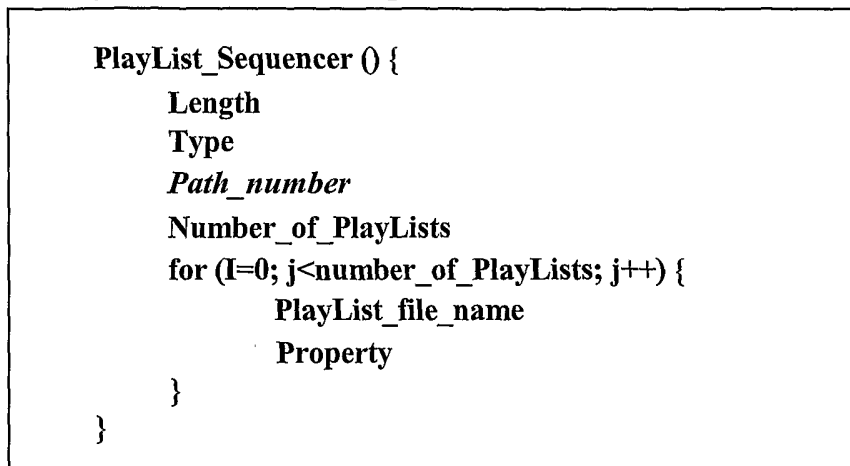 PlayList_Sequencer () {
Length
Type
Path_number
Number_of_PlayLists
for (I=0; j<number_of_PlayLists; j++) {
PlayList_file_name
Property
}
}